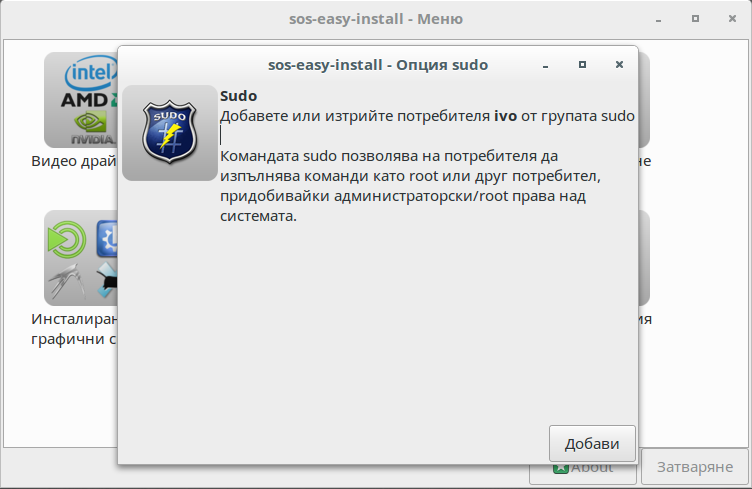 sos-easy-install - Меню
sos-easy-install - Опция sudo
intel
AMD
NVIDIA.
Видео драй
не
Инсталиран
графични с
ия
SUDO
Sudo
Добавете или изтрийте потребителя ivo от групата sudo
Командата sudo позволява на потребителя да
изпълнява команди като root или друг потребител,
придобивайки администраторски/root права над
системата.
Добави
About
Затваряне